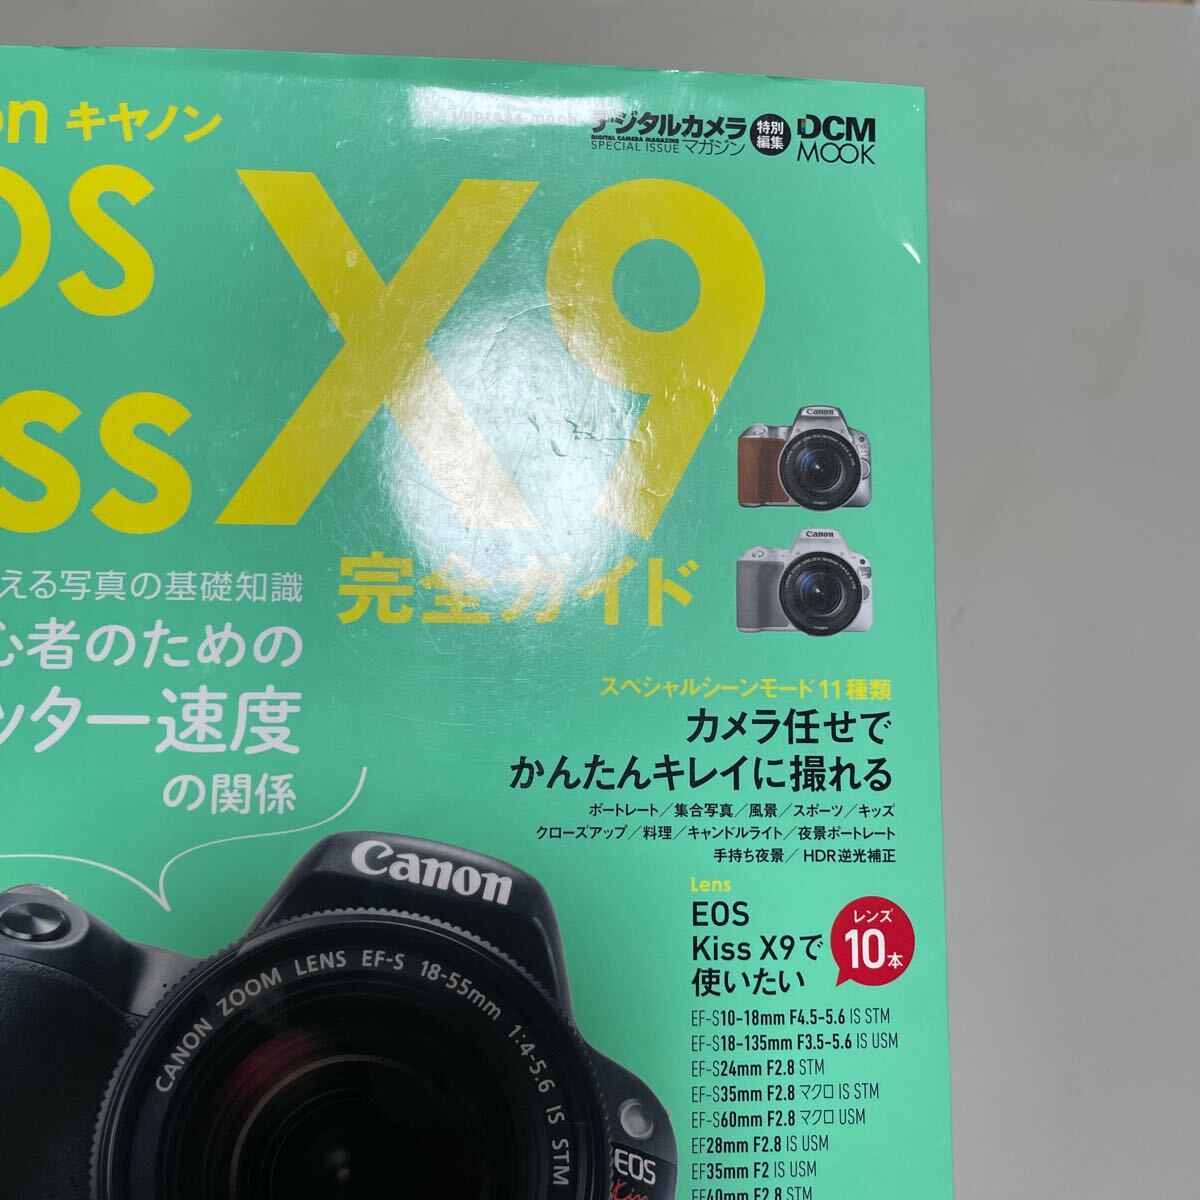 on キヤノン
impress mook
デジタルカメラ
DIGITAL CAMERA MAGAZINE
SPECIAL ISSUE マガジン
特別
編集
DCM
MOOK
OS
iss
X9
完全ガイド
える写真の基礎知識
心者のための
ッター速度
の関係
Canon
Canon
スペシャルシーンモード11種類
カメラ任せで
かんたんキレイに撮れる
ポートレート／集合写真／風景／スポーツ／キッズ
クローズアップ／料理／キャンドルライト／夜景ポートレート
手持ち夜景／HDR逆光補正
Lens
EOS
Kiss X9で
使いたい
レンズ
10本
EF-S10-18mm F4.5-5.6 IS STM
EF-S18-135mm F3.5-5.6 IS USM
EF-S24mm F2.8 STM
EF-S35mm F2.8 マクロ IS STM
EF-S60mm F2.8 マクロ USM
EF28mm F2.8 IS USM
EF35mm F2 IS USM
EF40mm F2.8 STM
Canon
CANON ZOOM LENS EF-S 18-55mm 1:4-5.6 IS STM
EOS
Kiss